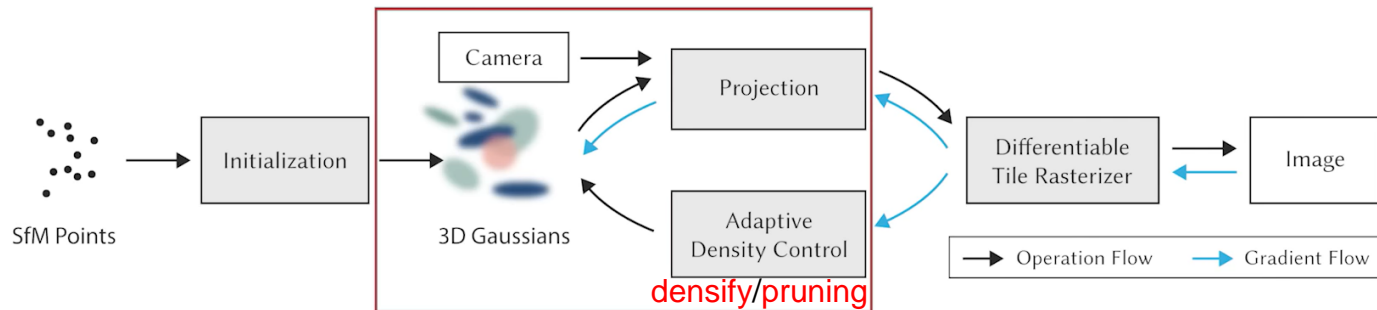 Camera
Projection
Initialization
Differentiable
Tile Rasterizer
Image
SfM Points
3D Gaussians
Adaptive
Density Control
densify/pruning
Operation Flow
Gradient Flow